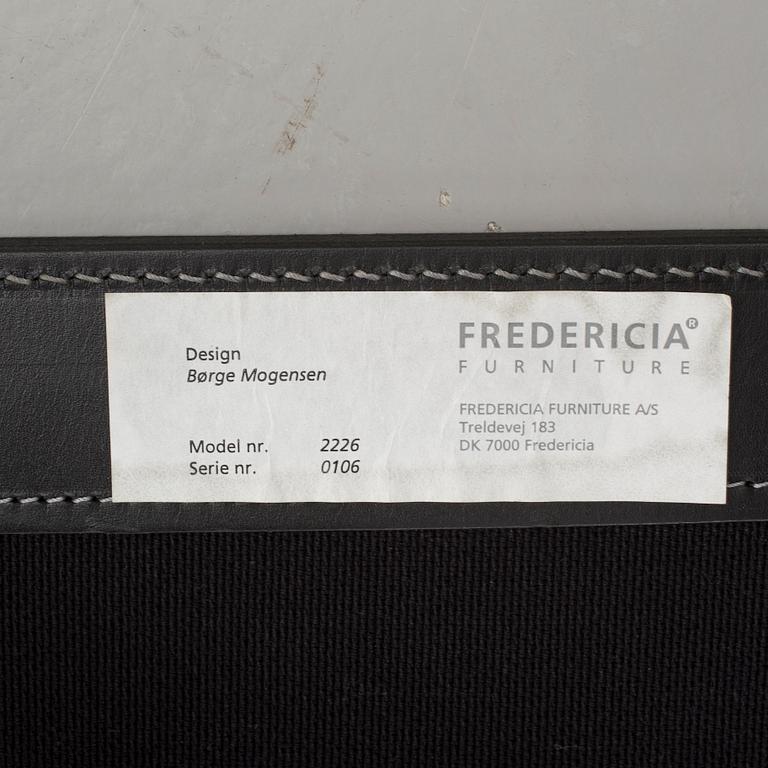 Design
Børge Mogensen
Model nr. 2226
Serie nr. 0106
FREDERICIA®
FURNITURE
FREDERICIA FURNITURE A/S
Treldevej 183
DK 7000 Fredericia